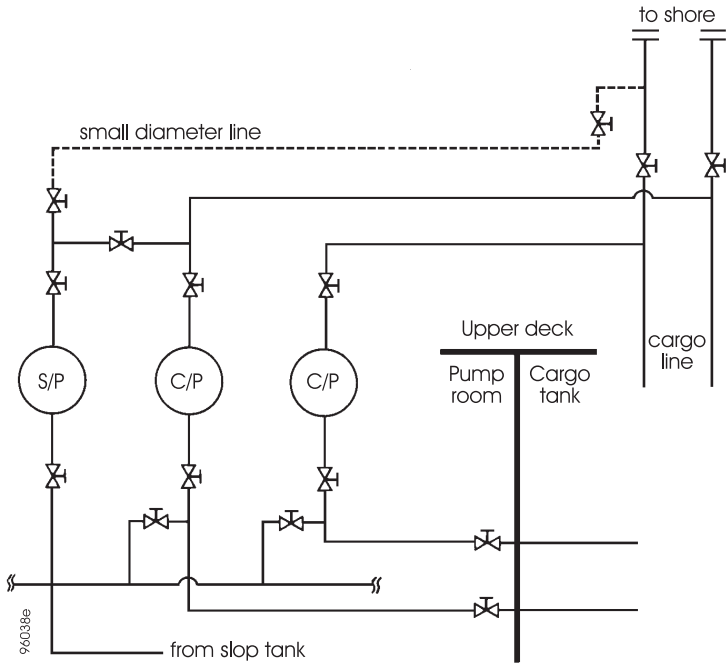 to shore
small diameter line
S/P
C/P
C/P
Upper deck
Pump
room
Cargo
tank
cargo
line
from slop tank
96038e